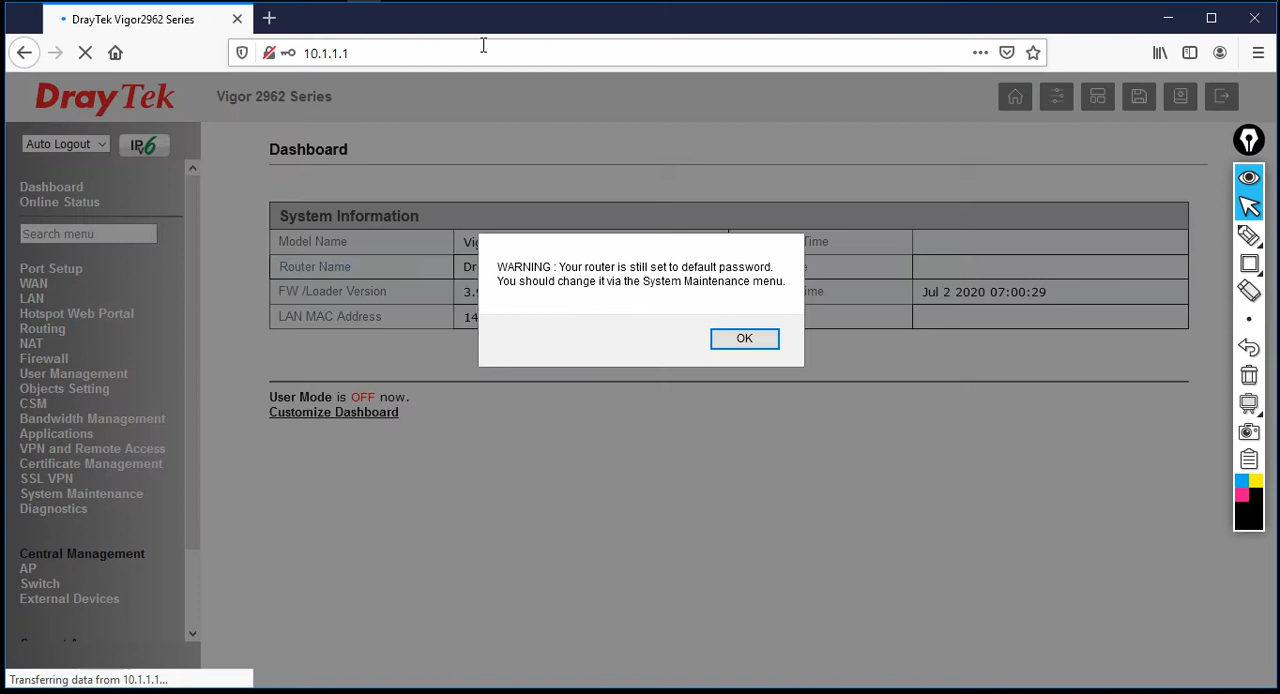 DrayTek Vigor2962 Series
10.1.1.1
DrayTek
Vigor 2962 Series
Auto Logout
IPv6
Dashboard
Online Status
Search menu
Port Setup
WAN
LAN
Hotspot Web Portal
Routing
NAT
Firewall
User Management
Objects Setting
CSM
Bandwidth Management
Applications
VPN and Remote Access
Certificate Management
SSL VPN
System Maintenance
Diagnostics
Central Management
AP
Switch
External Devices
Dashboard
System Information
Model Name
Router Name
FW /Loader Version
Jul 2 2020 07:00:29
LAN MAC Address
WARNING : Your router is still set to default password.
You should change it via the System Maintenance menu.
OK
User Mode is OFF now.
Customize Dashboard
Transferring data from 10.1.1.1...